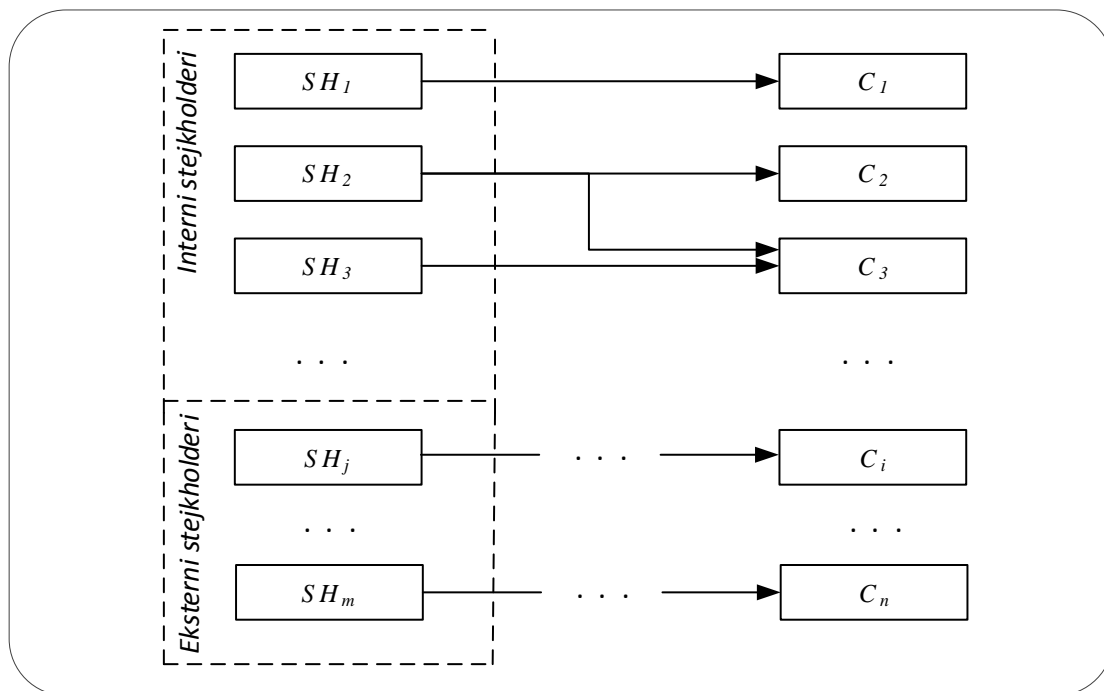 Interni stejkholderi
SH1 C1
SH2 C2
SH3 C3
. . . . . .
Eksterni stejkholderi
SHj . . . Ci
. . . . . .
SHm . . . Cn